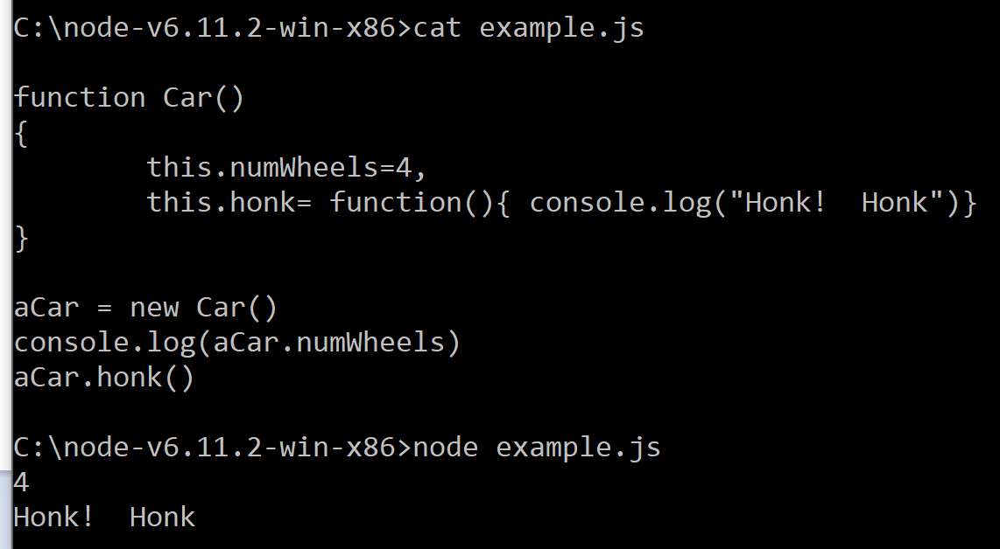 C:\node-v6.11.2-win-x86>cat example.js
function Car()
{
        this.numWheels=4,
        this.honk= function(){ console.log("Honk!  Honk")}
}
aCar = new Car()
console.log(aCar.numWheels)
aCar.honk()
C:\node-v6.11.2-win-x86>node example.js
4
Honk!  Honk